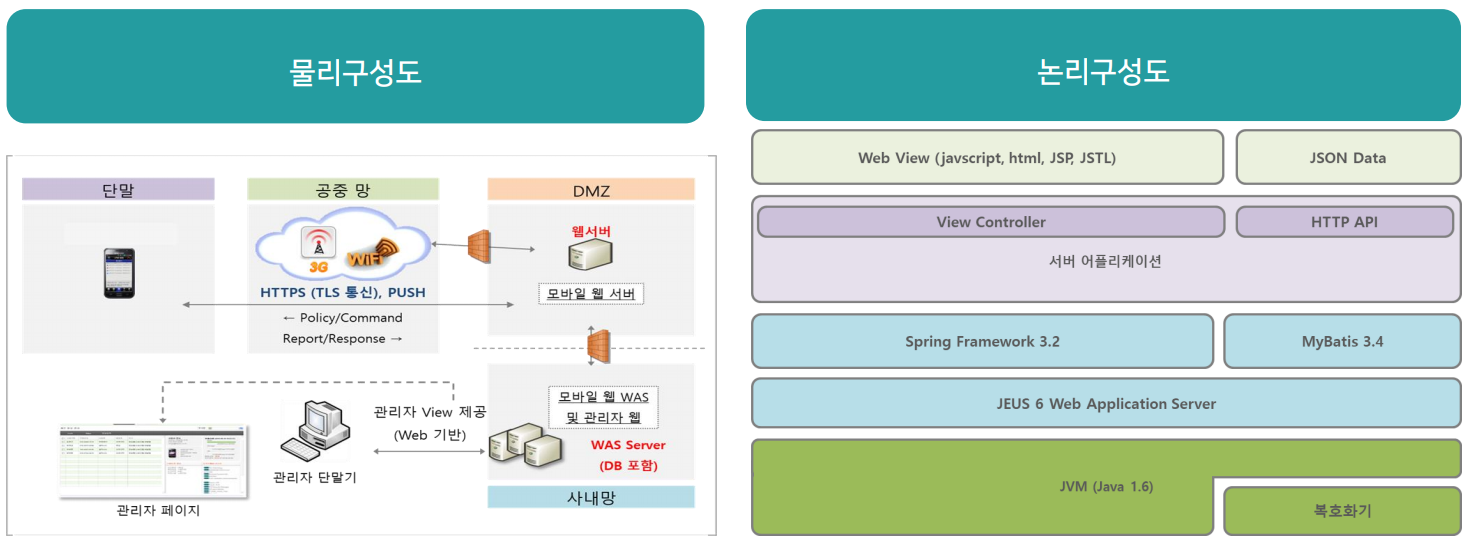 물리구성도
단말
공중 망
DMZ
3G
WiFi
웹서버
HTTPS (TLS 통신), PUSH
모바일 웹 서버
← Policy/Command
Report/Response →
관리자 View 제공
(Web 기반)
모바일 웹 WAS
및 관리자 웹
WAS Server
(DB 포함)
관리자 단말기
사내망
관리자 페이지
논리구성도
Web View (javscript, html, JSP, JSTL)
JSON Data
View Controller
HTTP API
서버 어플리케이션
Spring Framework 3.2
MyBatis 3.4
JEUS 6 Web Application Server
JVM (Java 1.6)
복호화기